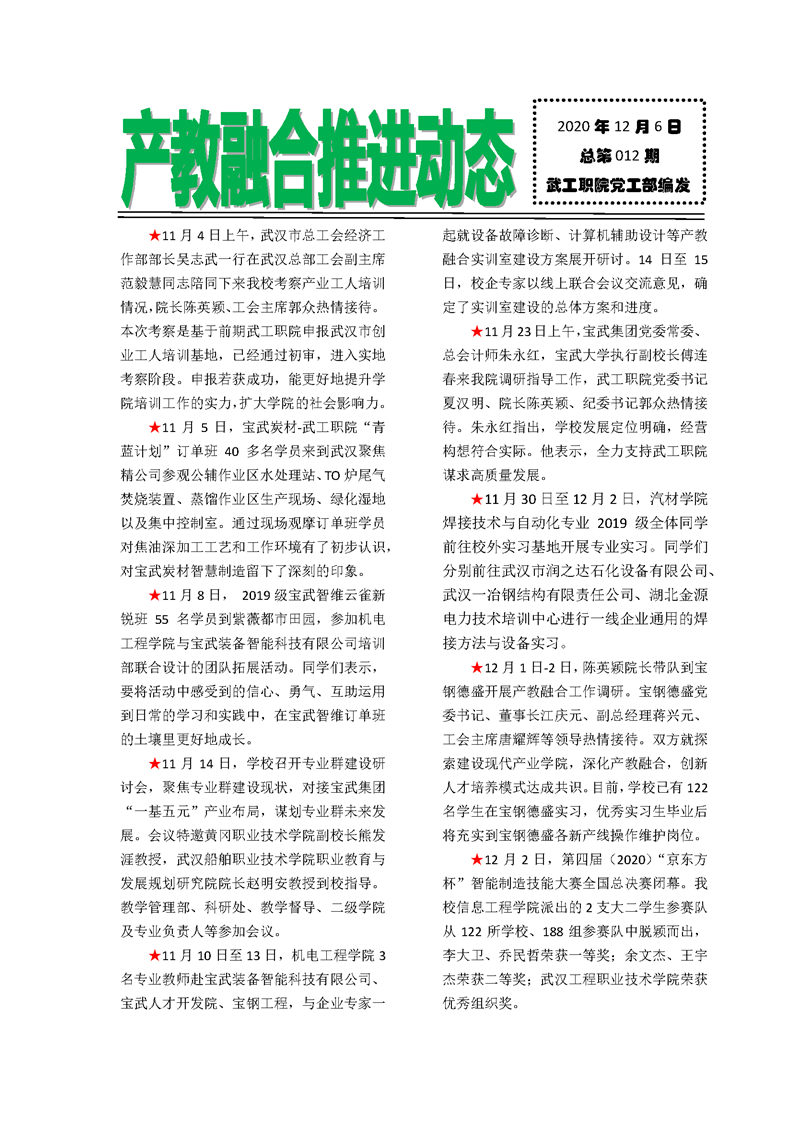 产教融合推进动态
2020 年 12 月 6 日
总第 012 期
武工职院党工部编发
★11 月 4 日上午，武汉市总工会经济工
作部部长吴志武一行在武汉总部工会副主席
范毅慧同志陪同下来我校考察产业工人培训
情况，院长陈英颖、工会主席郭众热情接待。
本次考察是基于前期武工职院申报武汉市创
业工人培训基地，已经通过初审，进入实地
考察阶段。申报若获成功，能更好地提升学
院培训工作的实力，扩大学院的社会影响力。
★11 月 5 日，宝武炭材-武工职院“青
蓝计划”订单班 40 多名学员来到武汉聚焦
精公司参观公辅作业区水处理站、TO 炉尾气
焚烧装置、蒸馏作业区生产现场、绿化湿地
以及集中控制室。通过现场观摩订单班学员
对焦油深加工工艺和工作环境有了初步认识，
对宝武炭材智慧制造留下了深刻的印象。
★11 月 8 日， 2019 级宝武智维云雀新
锐班 55 名学员到紫薇都市田园，参加机电
工程学院与宝武装备智能科技有限公司培训
部联合设计的团队拓展活动。同学们表示，
要将活动中感受到的信心、勇气、互助运用
到日常的学习和实践中，在宝武智维订单班
的土壤里更好地成长。
★11 月 14 日，学校召开专业群建设研
讨会，聚焦专业群建设现状，对接宝武集团
“一基五元”产业布局，谋划专业群未来发
展。会议特邀黄冈职业技术学院副校长熊发
涯教授，武汉船舶职业技术学院职业教育与
发展规划研究院院长赵明安教授到校指导。
教学管理部、科研处、教学督导、二级学院
及专业负责人等参加会议。
★11 月 10 日至 13 日，机电工程学院 3
名专业教师赴宝武装备智能科技有限公司、
宝武人才开发院、宝钢工程，与企业专家一
起就设备故障诊断、计算机辅助设计等产教
融合实训室建设方案展开研讨。14 日至 15
日，校企专家以线上联合会议交流意见，确
定了实训室建设的总体方案和进度。
★11 月 23 日上午，宝武集团党委常委、
总会计师朱永红，宝武大学执行副校长傅连
春来我院调研指导工作，武工职院党委书记
夏汉明、院长陈英颖、纪委书记郭众热情接
待。朱永红指出，学校发展定位明确，经营
构想符合实际。他表示，全力支持武工职院
谋求高质量发展。
★11 月 30 日至 12 月 2 日，汽材学院
焊接技术与自动化专业 2019 级全体同学
前往校外实习基地开展专业实习。同学们
分别前往武汉市润之达石化设备有限公司、
武汉一冶钢结构有限责任公司、湖北金源
电力技术培训中心进行一线企业通用的焊
接方法与设备实习。
★12 月 1 日-2 日，陈英颖院长带队到宝
钢德盛开展产教融合工作调研。宝钢德盛党
委书记、董事长江庆元、副总经理蒋兴元、
工会主席唐耀辉等领导热情接待。双方就探
索建设现代产业学院，深化产教融合，创新
人才培养模式达成共识。目前，学校已有 122
名学生在宝钢德盛实习，优秀实习生毕业后
将充实到宝钢德盛各新产线操作维护岗位。
★12 月 2 日，第四届（2020）“京东方
杯”智能制造技能大赛全国总决赛闭幕。我
校信息工程学院派出的 2 支大二学生参赛队
从 122 所学校、188 组参赛队中脱颖而出，
李大卫、乔民哲荣获一等奖；余文杰、王宇
杰荣获二等奖；武汉工程职业技术学院荣获
优秀组织奖。